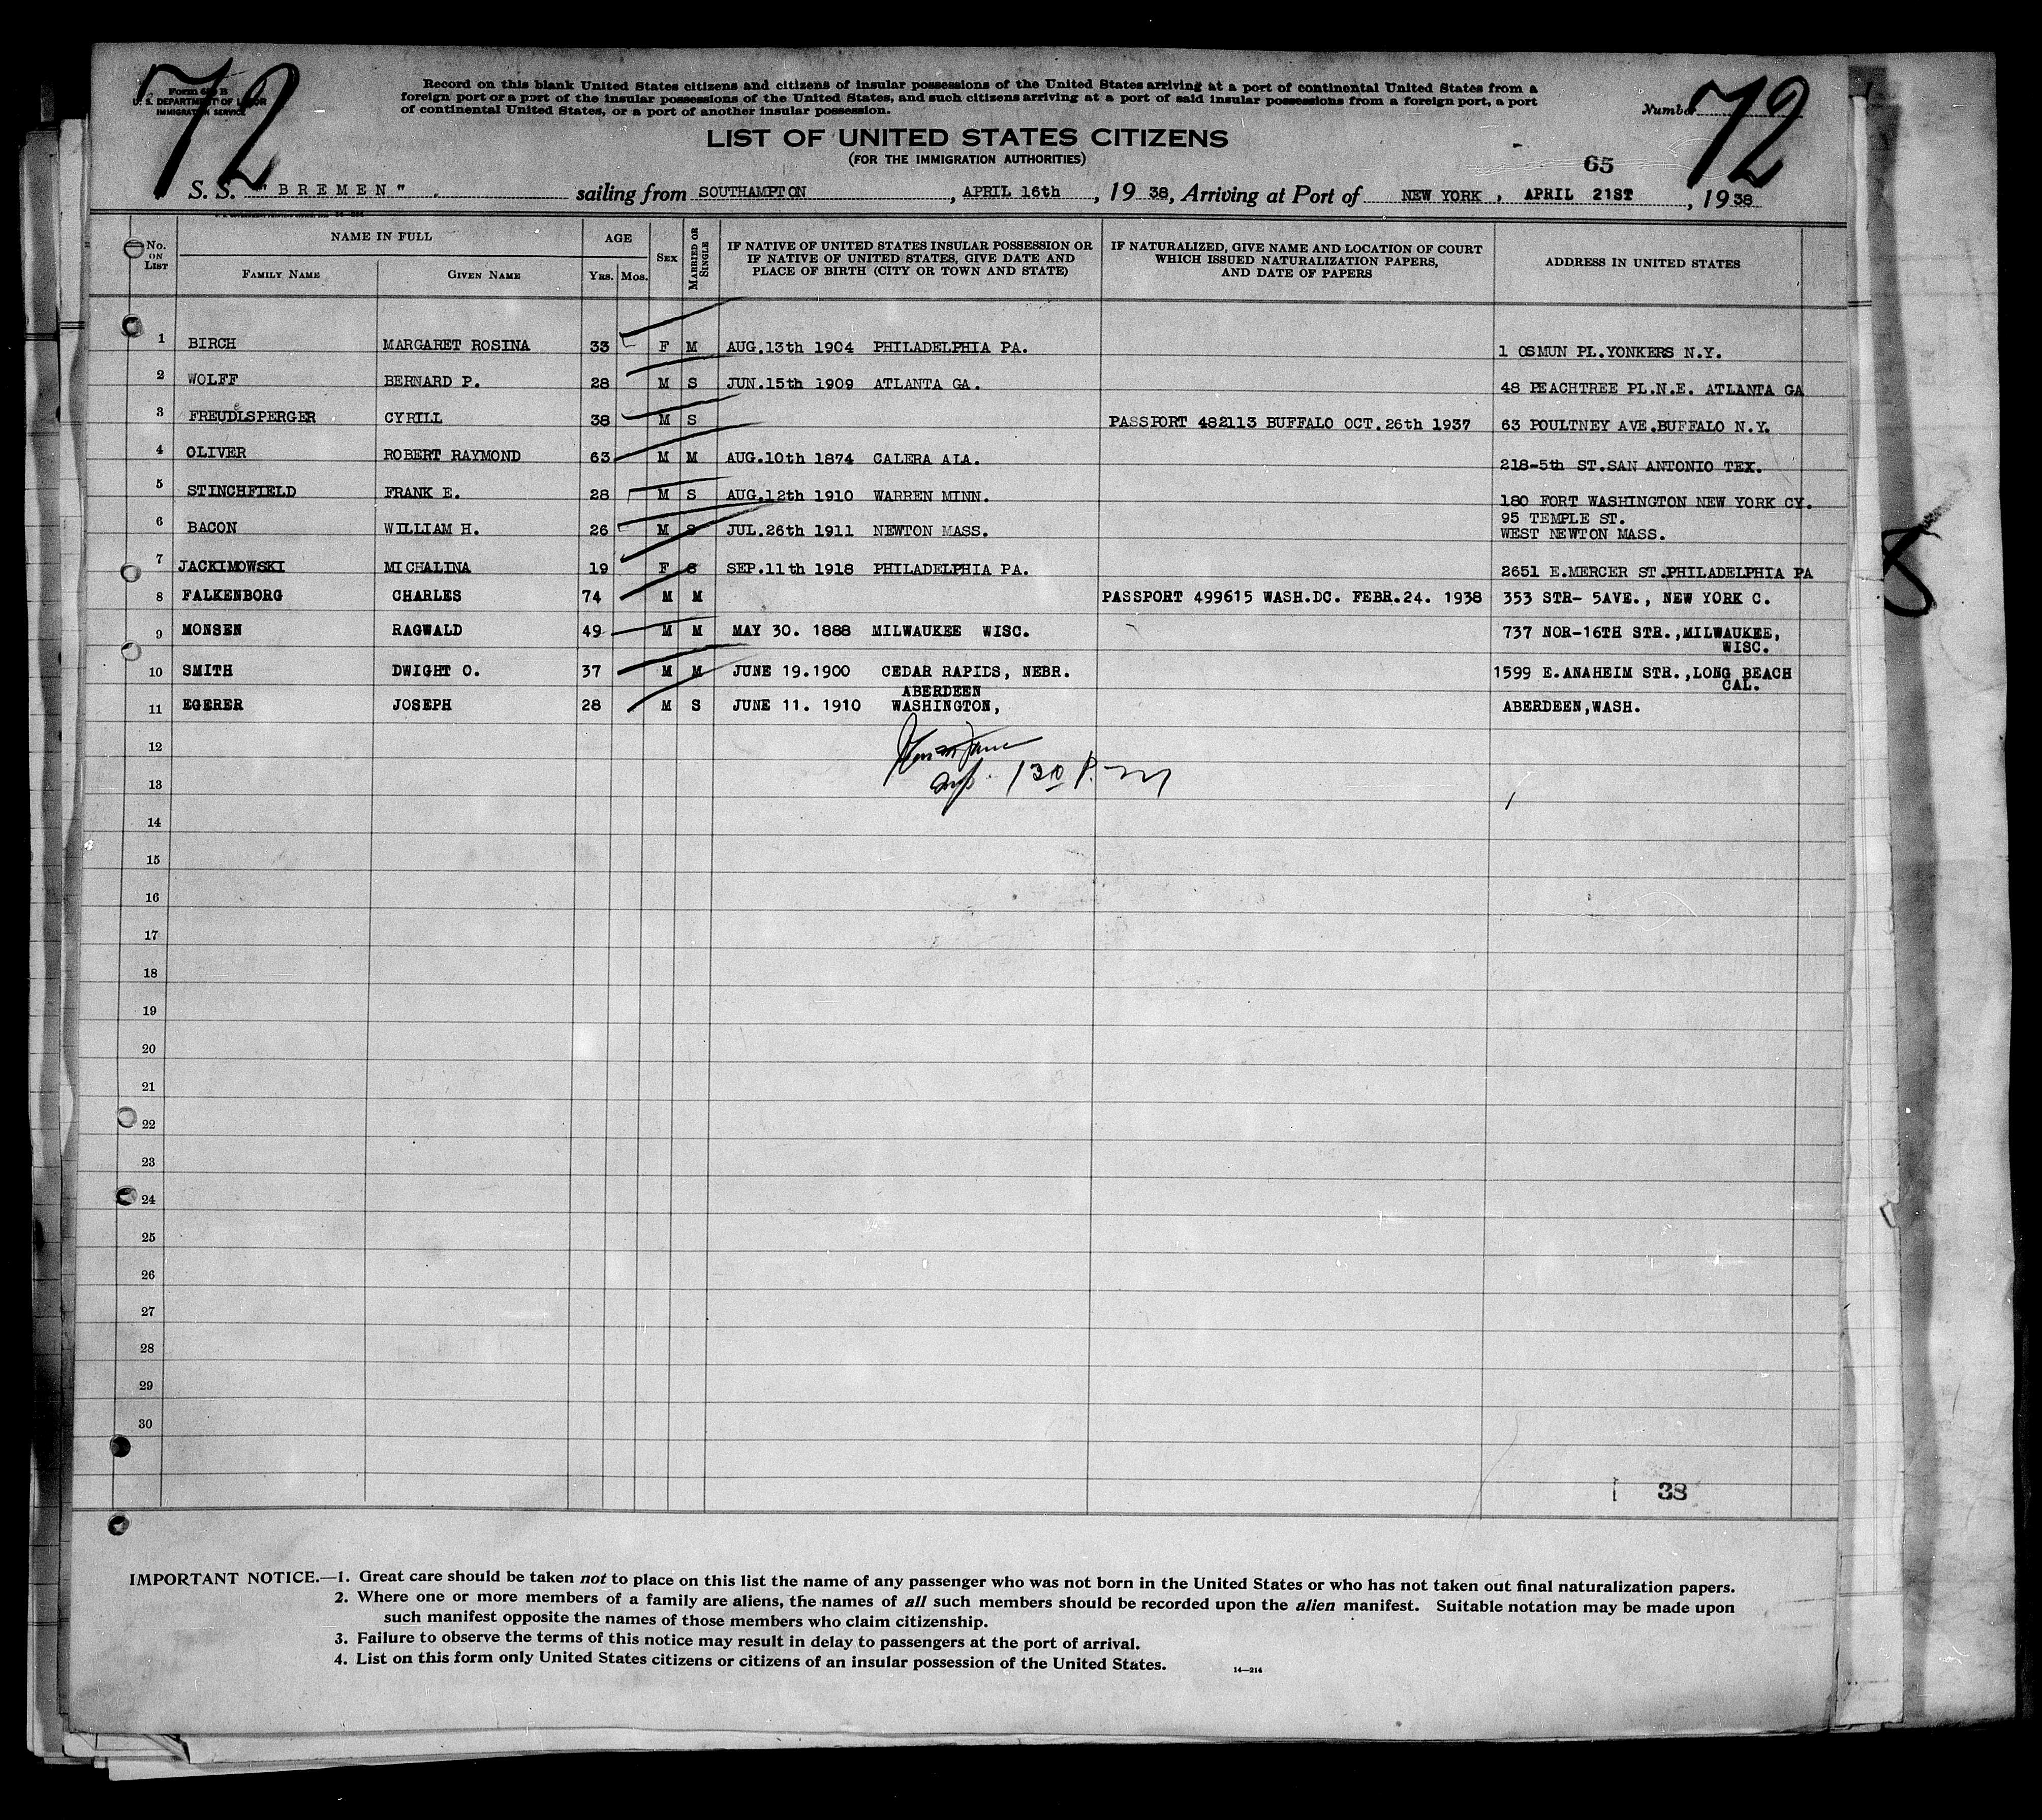 72
Form 630 B
U. S. DEPARTMENT OF LABOR
IMMIGRATION SERVICE
Record on this blank United States citizens and citizens of insular possessions of the United States arriving at a port of continental United States from a
foreign port or a port of the insular possessions of the United States, and such citizens arriving at a port of said insular possessions from a foreign port, a port
of continental United States, or a port of another insular possession.
Number 72
LIST OF UNITED STATES CITIZENS
(FOR THE IMMIGRATION AUTHORITIES)
65
S. S. "BREMEN" sailing from SOUTHAMPTON, APRIL 16th, 1938, Arriving at Port of NEW YORK, APRIL 21ST, 1938
No. ON LIST
NAME IN FULL
FAMILY NAME
GIVEN NAME
AGE
YRS. MOS.
SEX
MARRIED OR SINGLE
IF NATIVE OF UNITED STATES INSULAR POSSESSION OR
IF NATIVE OF UNITED STATES, GIVE DATE AND
PLACE OF BIRTH (CITY OR TOWN AND STATE)
IF NATURALIZED, GIVE NAME AND LOCATION OF COURT
WHICH ISSUED NATURALIZATION PAPERS,
AND DATE OF PAPERS
ADDRESS IN UNITED STATES
1 BIRCH MARGARET ROSINA 33 F M AUG.13th 1904 PHILADELPHIA PA. 1 OSMUN PL.YONKERS N.Y.
2 WOLFF BERNARD P. 28 M S JUN.15th 1909 ATLANTA GA. 48 PEACHTREE PL.N.E. ATLANTA GA
3 FREUDLSPERGER CYRILL 38 M S PASSPORT 482113 BUFFALO OCT.26th 1937 63 POULTNEY AVE.BUFFALO N.Y.
4 OLIVER ROBERT RAYMOND 63 M M AUG.10th 1874 CALERA ALA. 218-5th ST.SAN ANTONIO TEX.
5 STINCHFIELD FRANK E. 28 M S AUG.12th 1910 WARREN MINN. 180 FORT WASHINGTON NEW YORK CY.
6 BACON WILLIAM H. 26 M S JUL.26th 1911 NEWTON MASS. 95 TEMPLE ST.
WEST NEWTON MASS.
7 JACKIMOWSKI MICHALINA 19 F S SEP.11th 1918 PHILADELPHIA PA. 2651 E.MERCER ST.PHILADELPHIA PA
8 FALKENBORG CHARLES 74 M M PASSPORT 499615 WASH.DC. FEBR.24. 1938 353 STR- 5AVE., NEW YORK C.
9 MONSEN RAGWALD 49 M M MAY 30. 1888 MILWAUKEE WISC. 737 NOR-16TH STR.,MILWAUKEE,
WISC.
10 SMITH DWIGHT O. 37 M M JUNE 19.1900 CEDAR RAPIDS, NEBR. 1599 E.ANAHEIM STR.,LONG BEACH
CAL.
ABERDEEN
11 EGERER JOSEPH 28 M S JUNE 11. 1910 WASHINGTON, ABERDEEN,WASH.
12
130 P.M
13
14
15
16
17
18
19
20
21
22
23
24
25
26
27
28
29
30
38
8
IMPORTANT NOTICE.—1. Great care should be taken not to place on this list the name of any passenger who was not born in the United States or who has not taken out final naturalization papers.
2. Where one or more members of a family are aliens, the names of all such members should be recorded upon the alien manifest. Suitable notation may be made upon
such manifest opposite the names of those members who claim citizenship.
3. Failure to observe the terms of this notice may result in delay to passengers at the port of arrival.
4. List on this form only United States citizens or citizens of an insular possession of the United States.
14—214